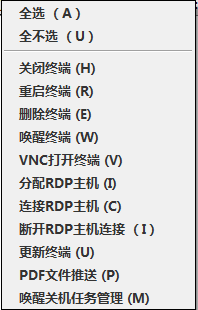 全选 （ A ）
全不选 （ U ）
关闭终端 (H)
重启终端 (R)
删除终端 (E)
唤醒终端 (W)
VNC打开终端 (V)
分配RDP主机 (I)
连接RDP主机 (C)
断开RDP主机连接 （ I ）
更新终端 (U)
PDF文件推送 (P)
唤醒关机任务管理 (M)